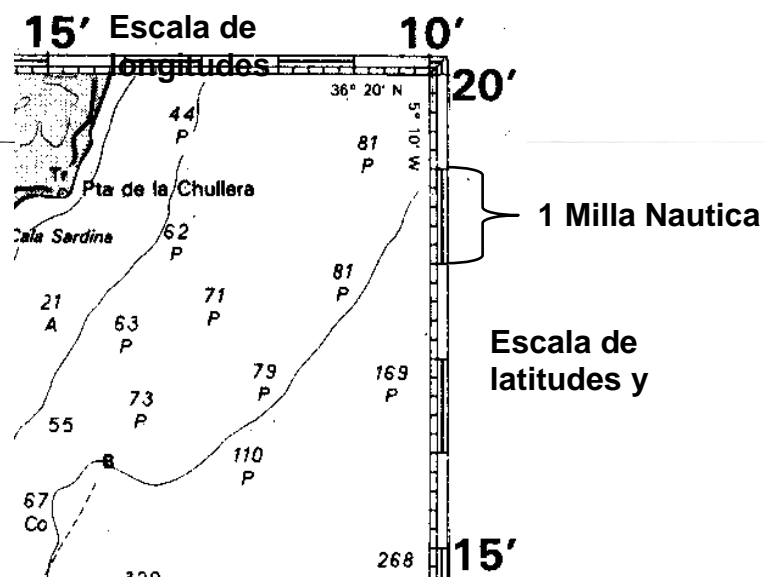 15′ Escala de 10′
longitudes
20′
36° 20′ N
5° 10′ W
44
P
81
P
Tr
Pta de la Chullera
1 Milla Nautica
62
P
Cala Sardina
81
P
21
A
63
P
71
P
Escala de
latitudes y
79
P
169
P
73
P
55
110
P
B
67
Co
268
15′